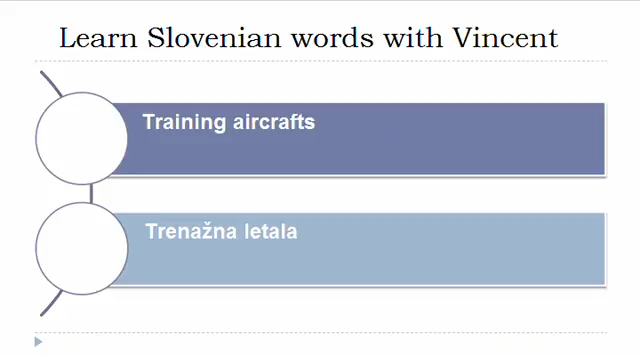 Learn Slovenian words with Vincent
Training aircrafts
Trenažna letala